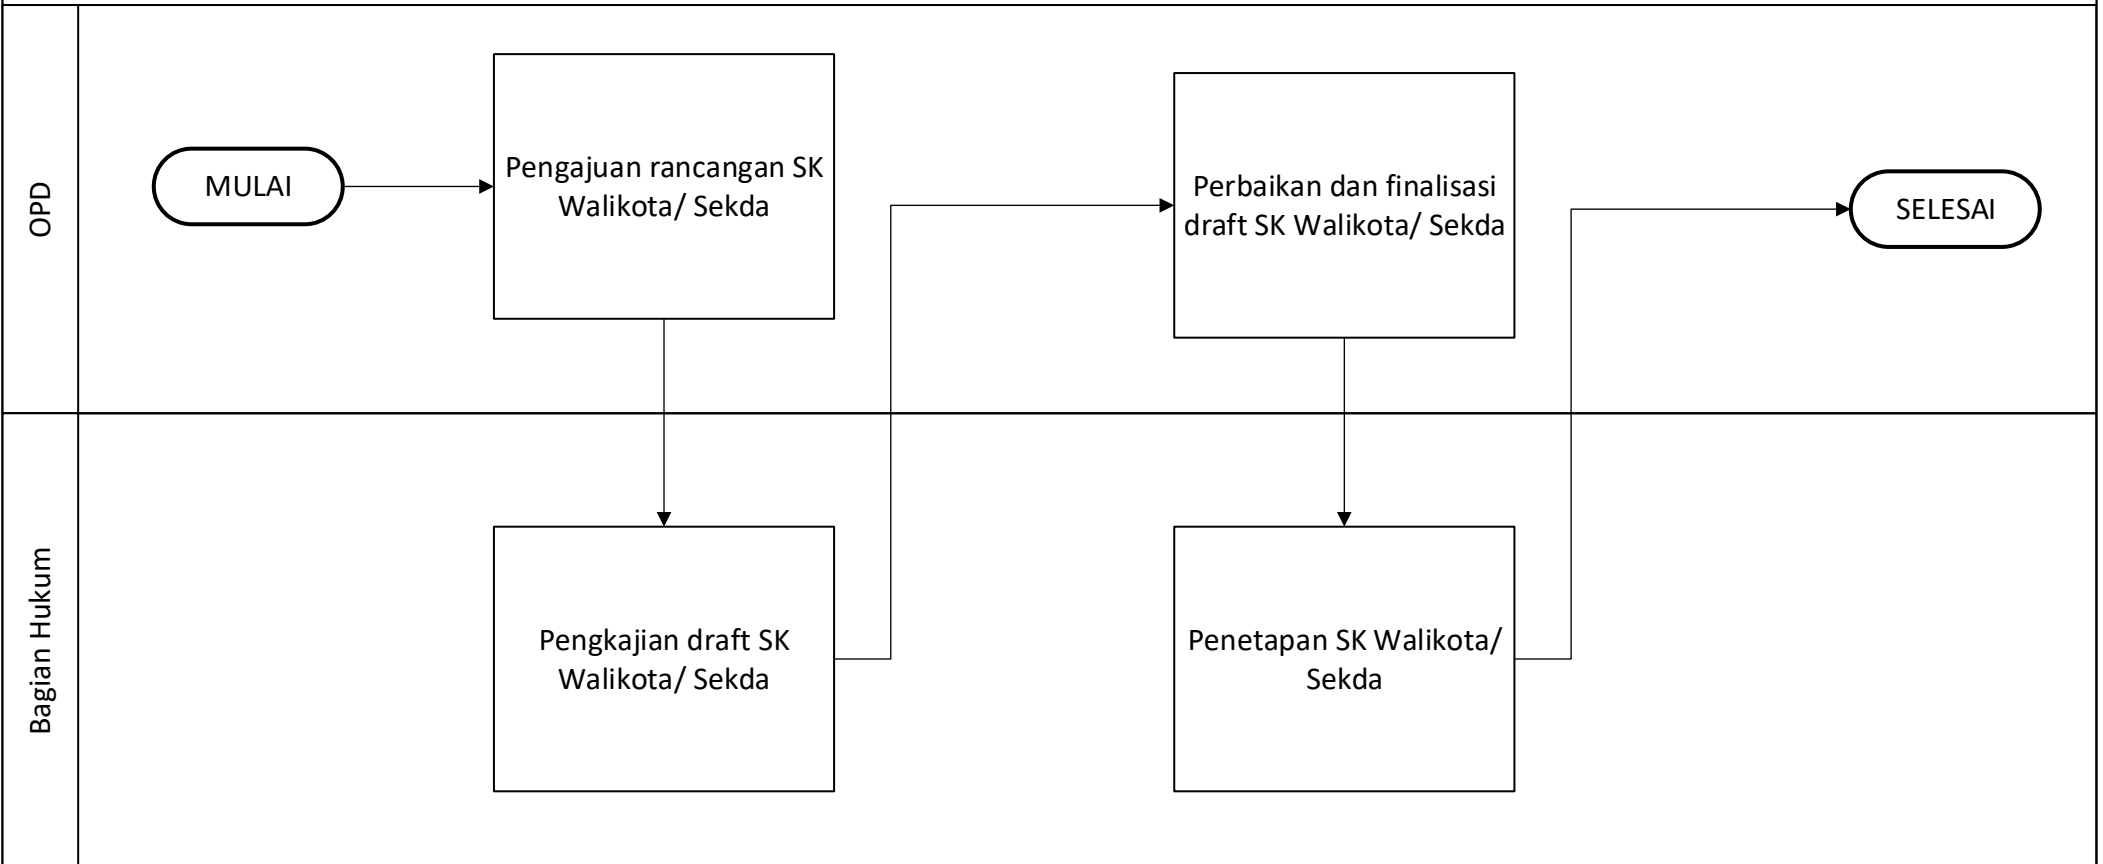 OPD
MULAI
Pengajuan rancangan SK
Walikota/ Sekda
Perbaikan dan finalisasi
draft SK Walikota/ Sekda
SELESAI
Bagian Hukum
Pengkajian draft SK
Walikota/ Sekda
Penetapan SK Walikota/
Sekda